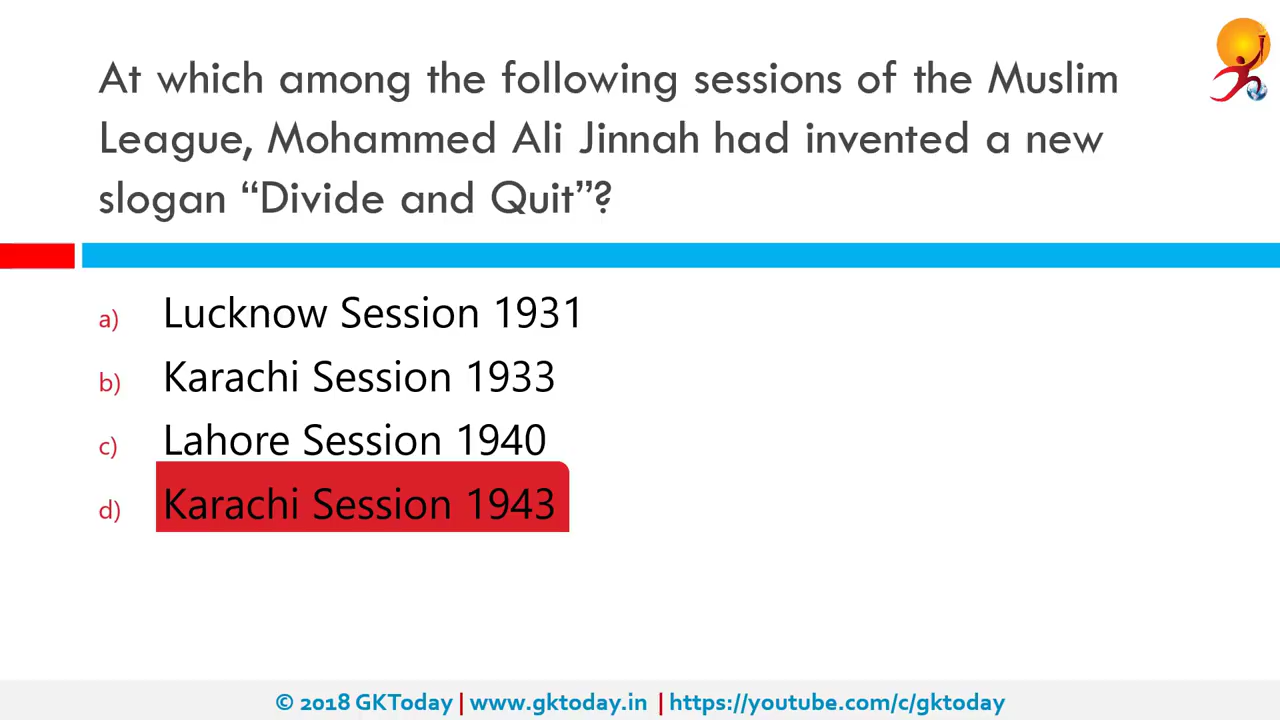 At which among the following sessions of the Muslim
League, Mohammed Ali Jinnah had invented a new
slogan “Divide and Quit”?
a) Lucknow Session 1931
b) Karachi Session 1933
c) Lahore Session 1940
d) Karachi Session 1943
© 2018 GKToday | www.gktoday.in | https://youtube.com/c/gktoday